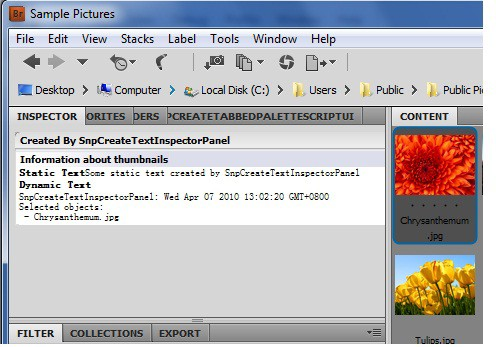 Br Sample Pictures
File Edit View Stacks Label Tools Window Help
Desktop Computer Local Disk (C:) Users Public Public Pic
INSPECTOR ORITES DERS PCREATETABBEDPALETTESCRIPTUI CONTENT
Created By SnpCreateTextInspectorPanel
Information about thumbnails
Static TextSome static text created by SnpCreateTextInspectorPanel
Dynamic Text
SnpCreateTextInspectorPanel: Wed Apr 07 2010 13:02:20 GMT+0800
Selected objects:
- Chrysanthemum.jpg
Chrysanthemum
.jpg
FILTER COLLECTIONS EXPORT
Tulips.jpg